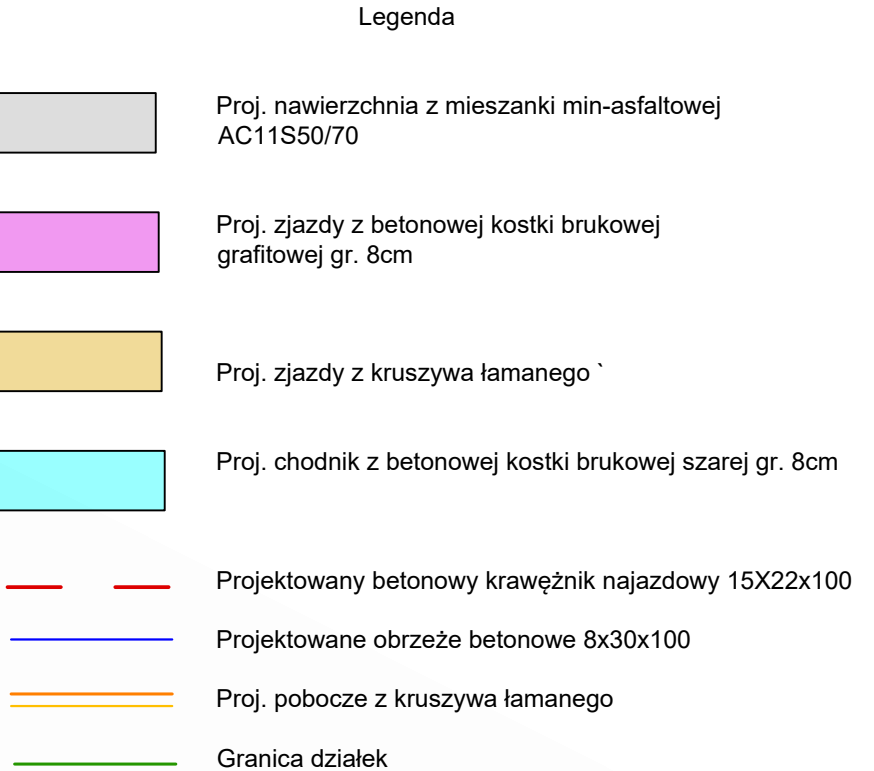 Legenda
Proj. nawierzchnia z mieszanki min-asfaltowej
AC11S50/70
Proj. zjazdy z betonowej kostki brukowej
grafitowej gr. 8cm
Proj. zjazdy z kruszywa łamanego `
Proj. chodnik z betonowej kostki brukowej szarej gr. 8cm
Projektowany betonowy krawężnik najazdowy 15X22x100
Projektowane obrzeże betonowe 8x30x100
Proj. pobocze z kruszywa łamanego
Granica działek